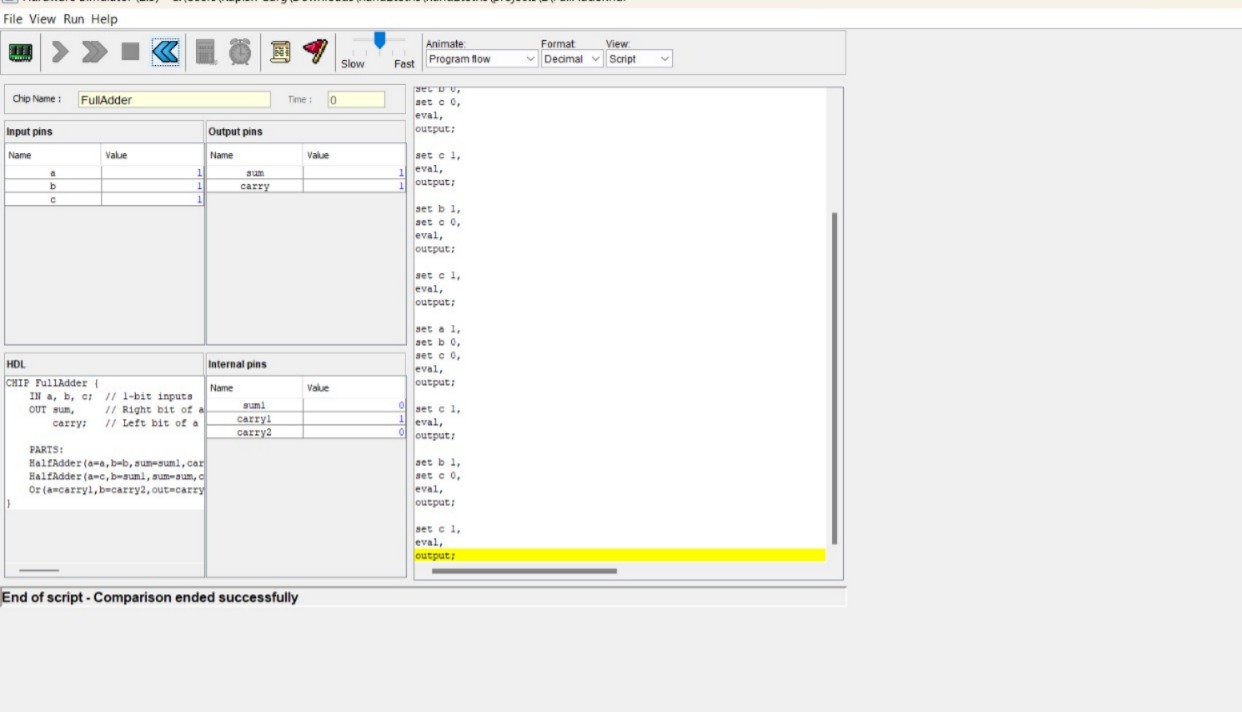 File View Run Help
Slow Fast
Animate: Format: View:
Program flow Decimal Script
Chip Name : FullAdder Time : 0
Input pins
Name Value
a 1
b 1
c 1
Output pins
Name Value
sum 1
carry 1
HDL
CHIP FullAdder {
IN a, b, c; // 1-bit inputs
OUT sum, // Right bit of a
carry; // Left bit of a
PARTS:
HalfAdder(a=a,b=b,sum=sum1,car
HalfAdder(a=c,b=sum1,sum=sum,c
Or(a=carry1,b=carry2,out=carry
}
Internal pins
Name Value
sum1 0
carry1 1
carry2 0
set b 0,
set c 0,
eval,
output;
set c 1,
eval,
output;
set b 1,
set c 0,
eval,
output;
set c 1,
eval,
output;
set a 1,
set b 0,
set c 0,
eval,
output;
set c 1,
eval,
output;
set b 1,
set c 0,
eval,
output;
set c 1,
eval,
output;
End of script - Comparison ended successfully